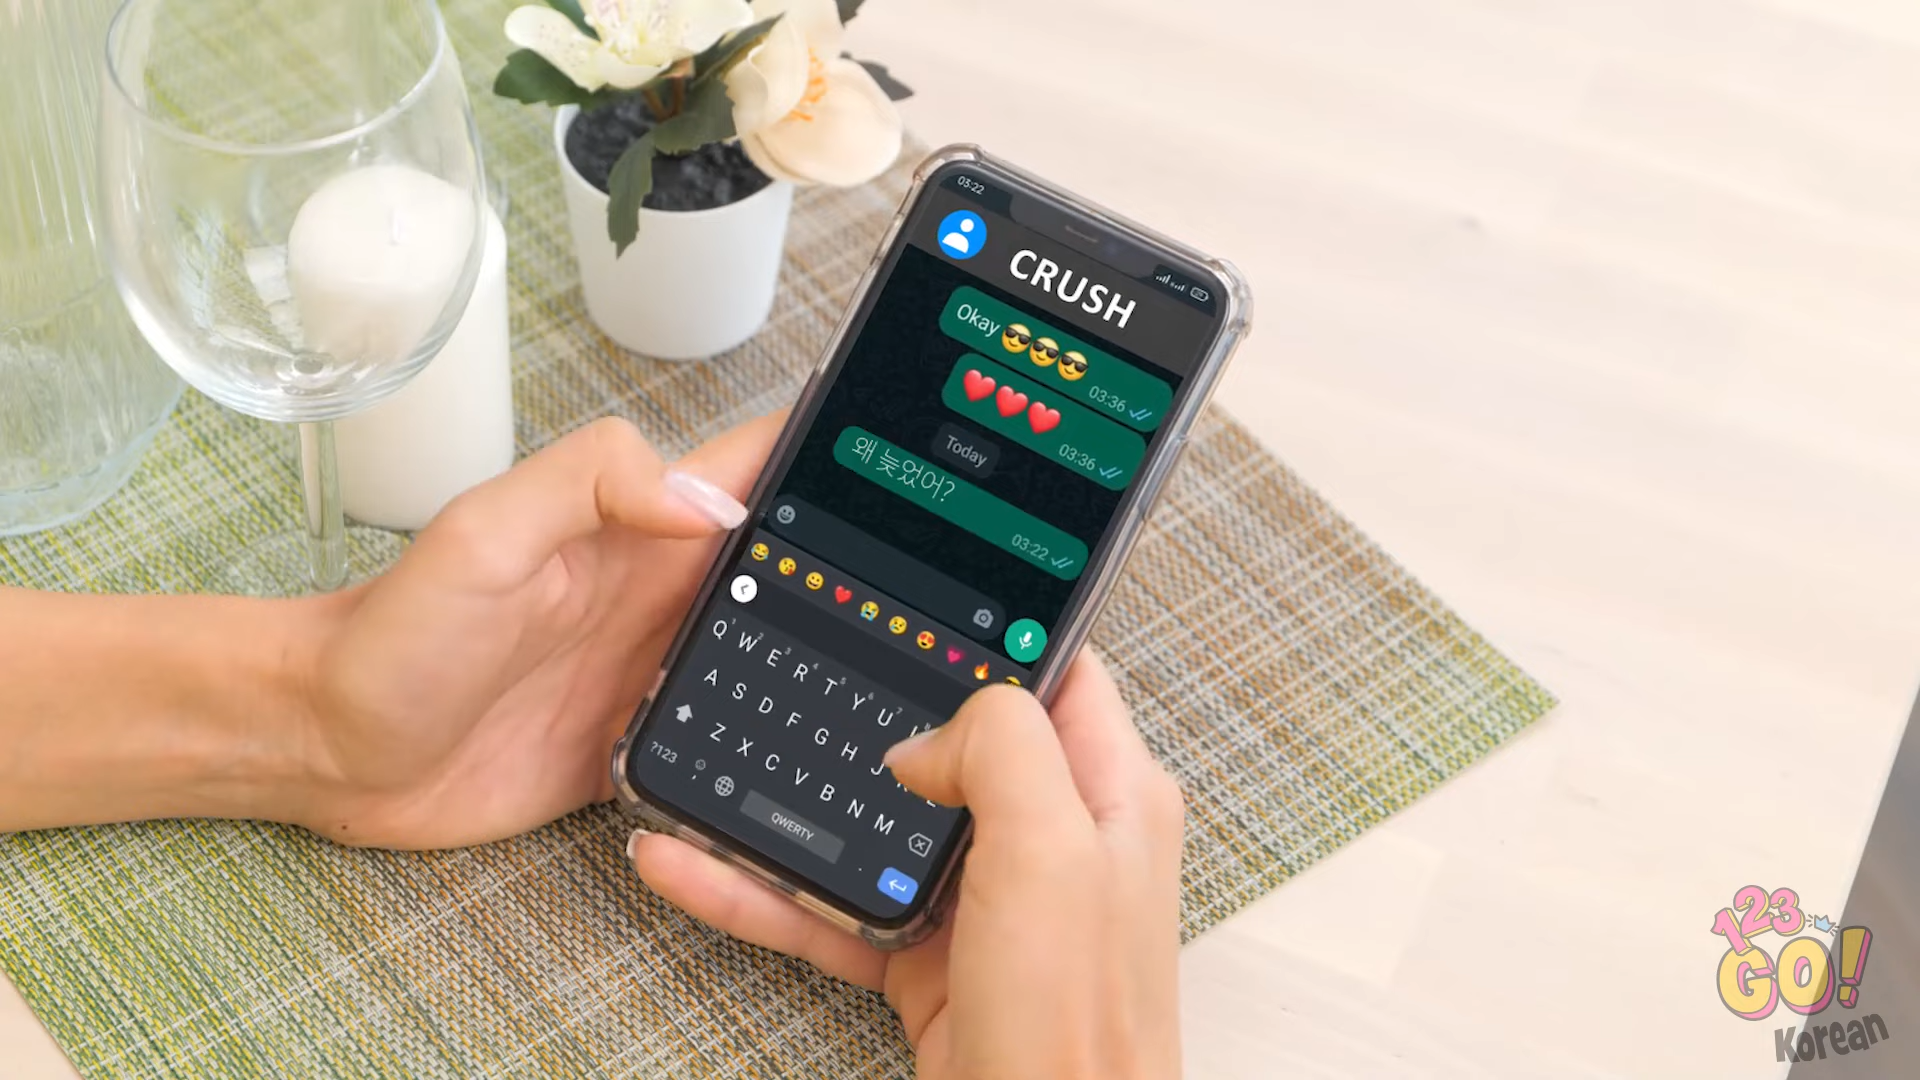 03:22
CRUSH
Okay 😎😎😎 03:36
❤️❤️❤️ 03:36
Today
왜 늦었어?
03:22
Q W E R T Y U
A S D F G H J
Z X C V B N M
?123
QWERTY
123 GO!
Korean